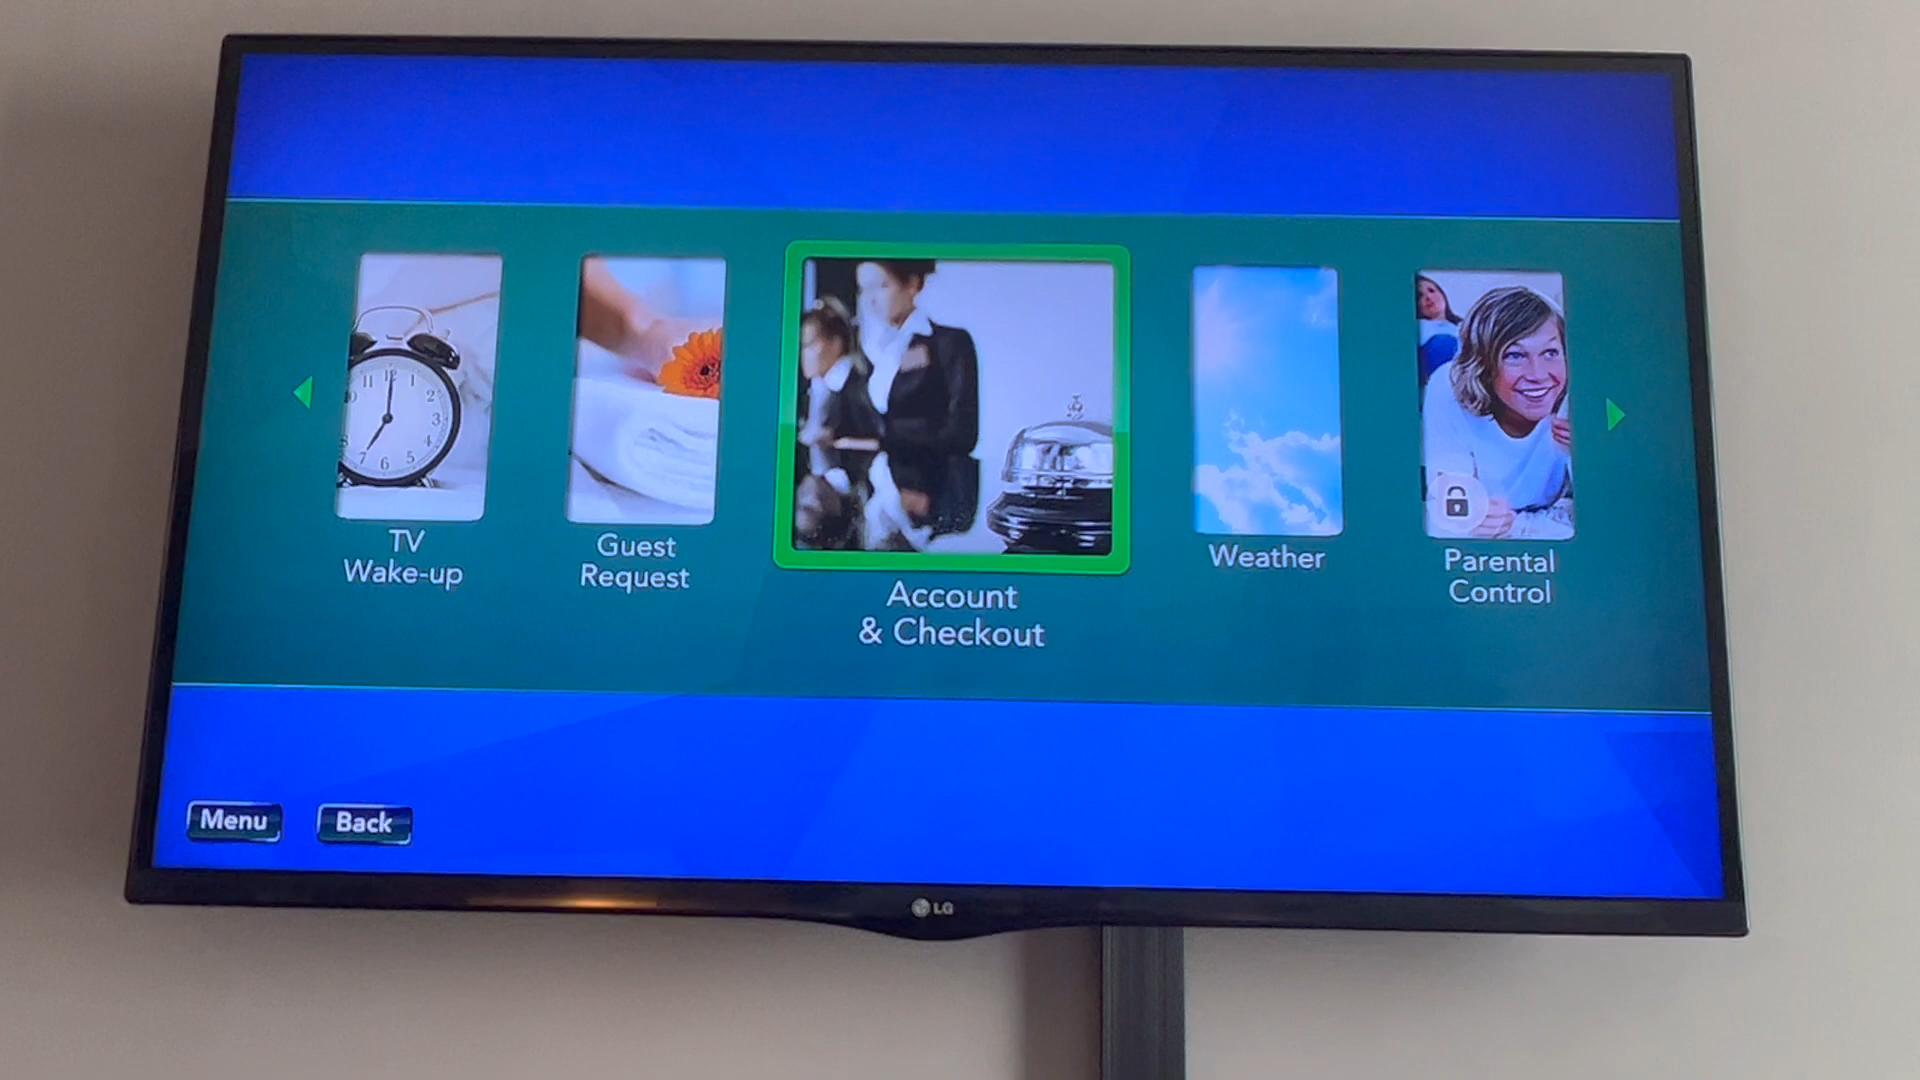 TV
Wake-up
Guest
Request
Account
& Checkout
Weather
Parental
Control
Menu
Back
LG